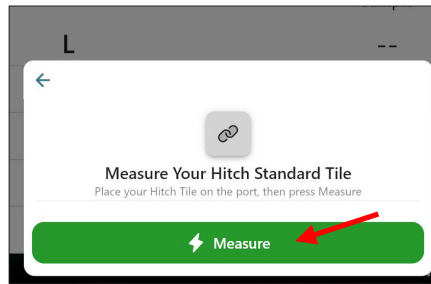 L
--
Measure Your Hitch Standard Tile
Place your Hitch Tile on the port, then press Measure
Measure